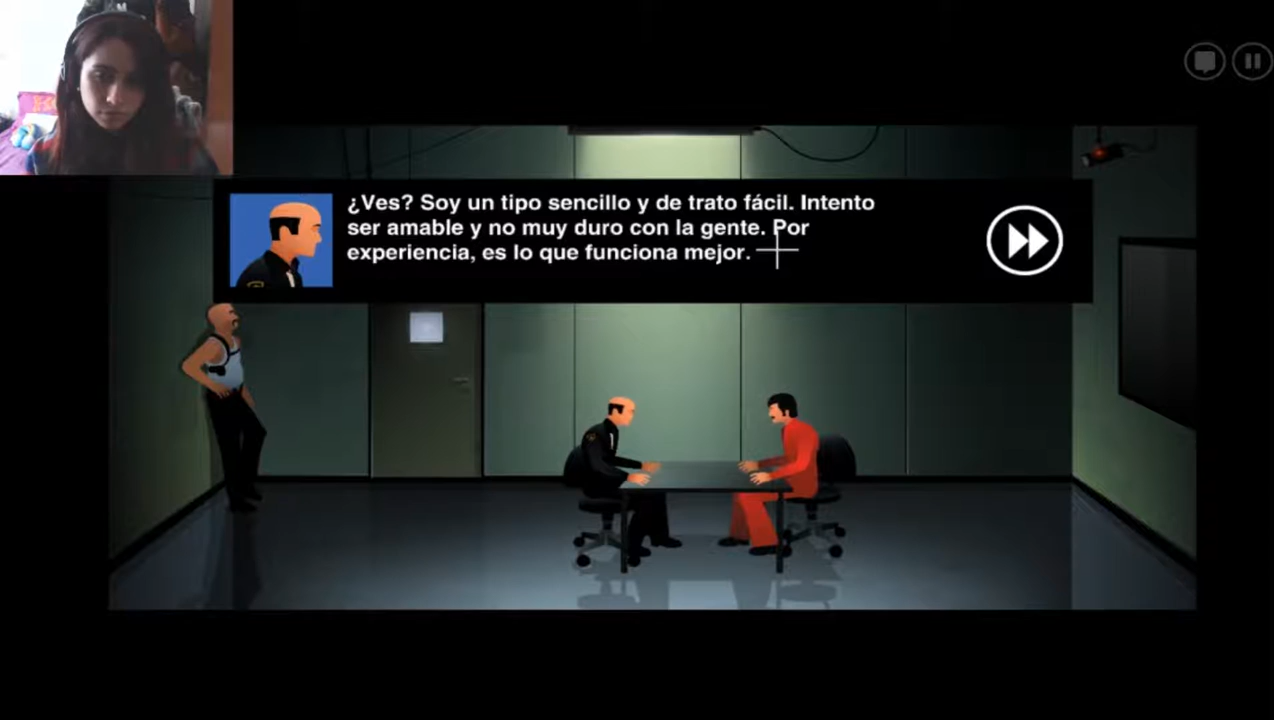 ¿Ves? Soy un tipo sencillo y de trato fácil. Intento
ser amable y no muy duro con la gente. Por
experiencia, es lo que funciona mejor.